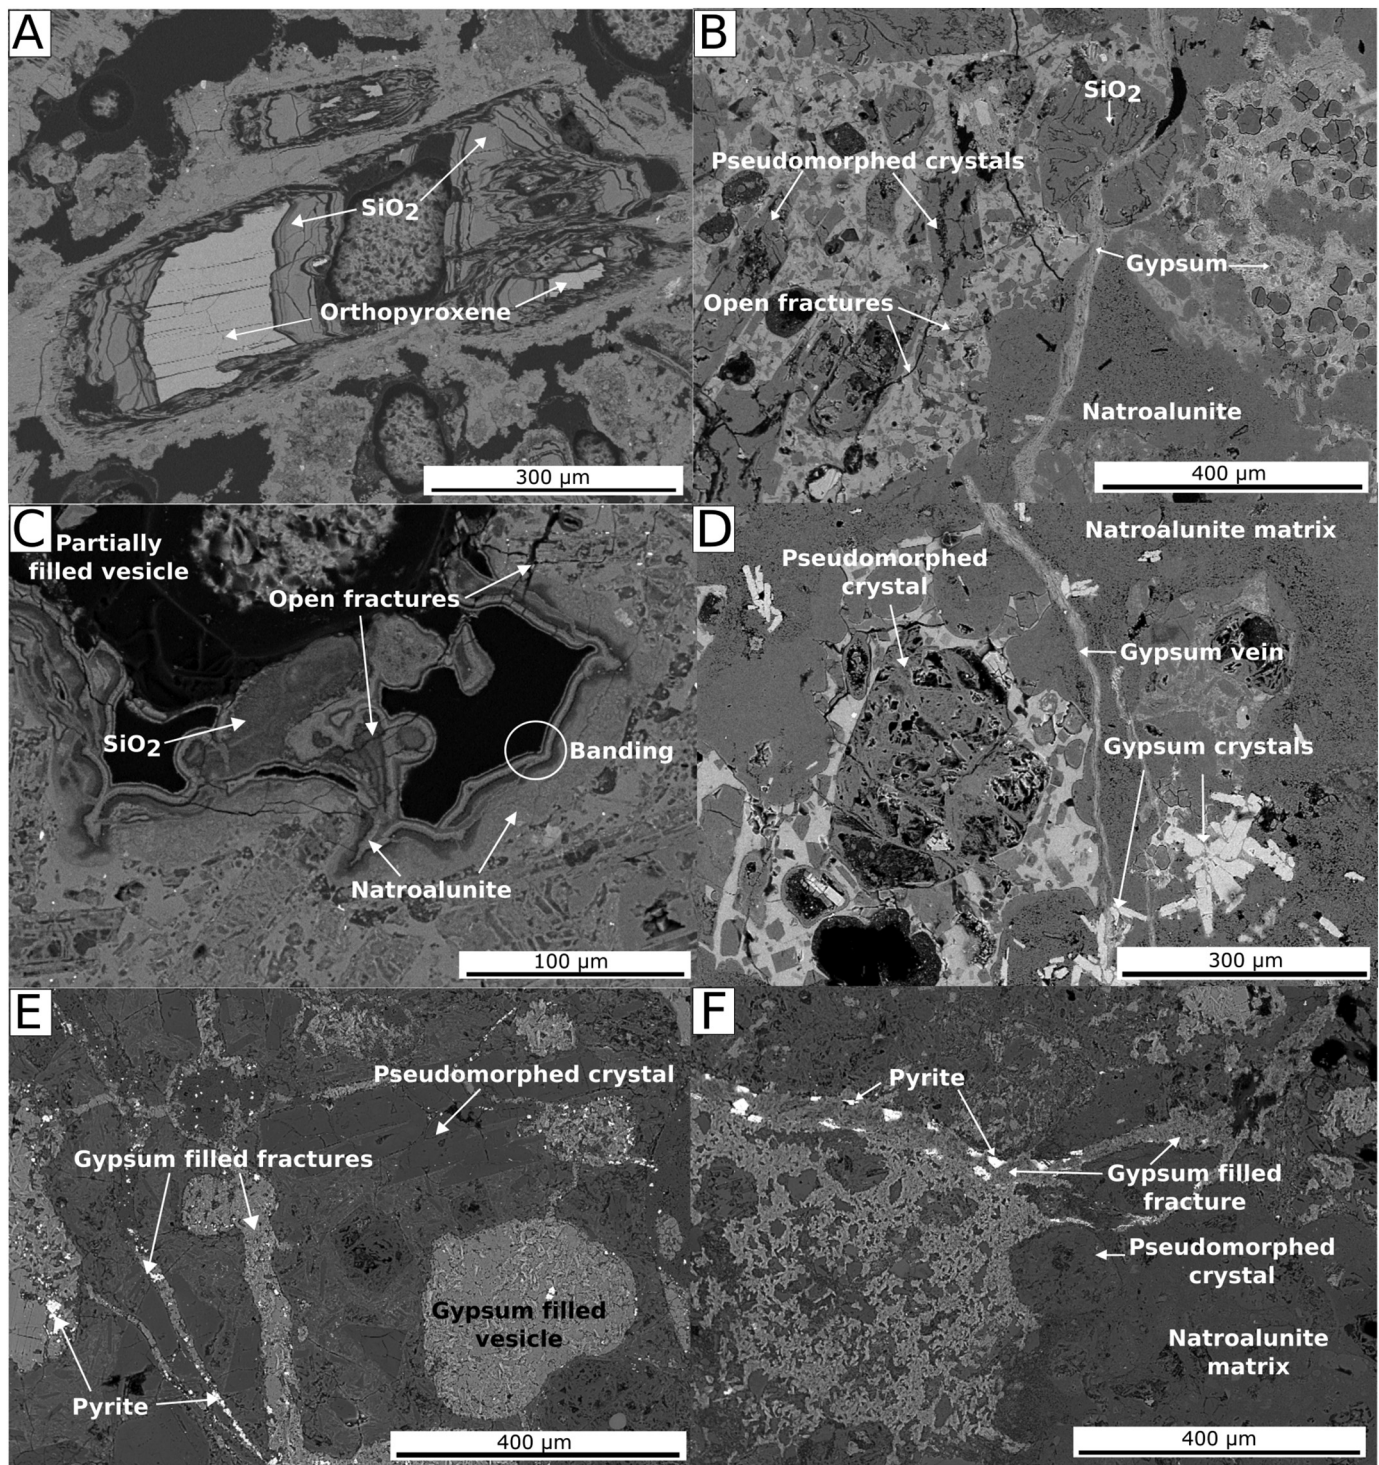 A
SiO2
Orthopyroxene
300 µm
B
SiO2
Pseudomorphed crystals
Gypsum
Open fractures
Natroalunite
400 µm
C
Partially
filled vesicle
Open fractures
SiO2
Banding
Natroalunite
100 µm
D
Natroalunite matrix
Pseudomorphed
crystal
Gypsum vein
Gypsum crystals
300 µm
E
Pseudomorphed crystal
Gypsum filled fractures
Gypsum filled
vesicle
Pyrite
400 µm
F
Pyrite
Gypsum filled
fracture
Pseudomorphed
crystal
Natroalunite
matrix
400 µm